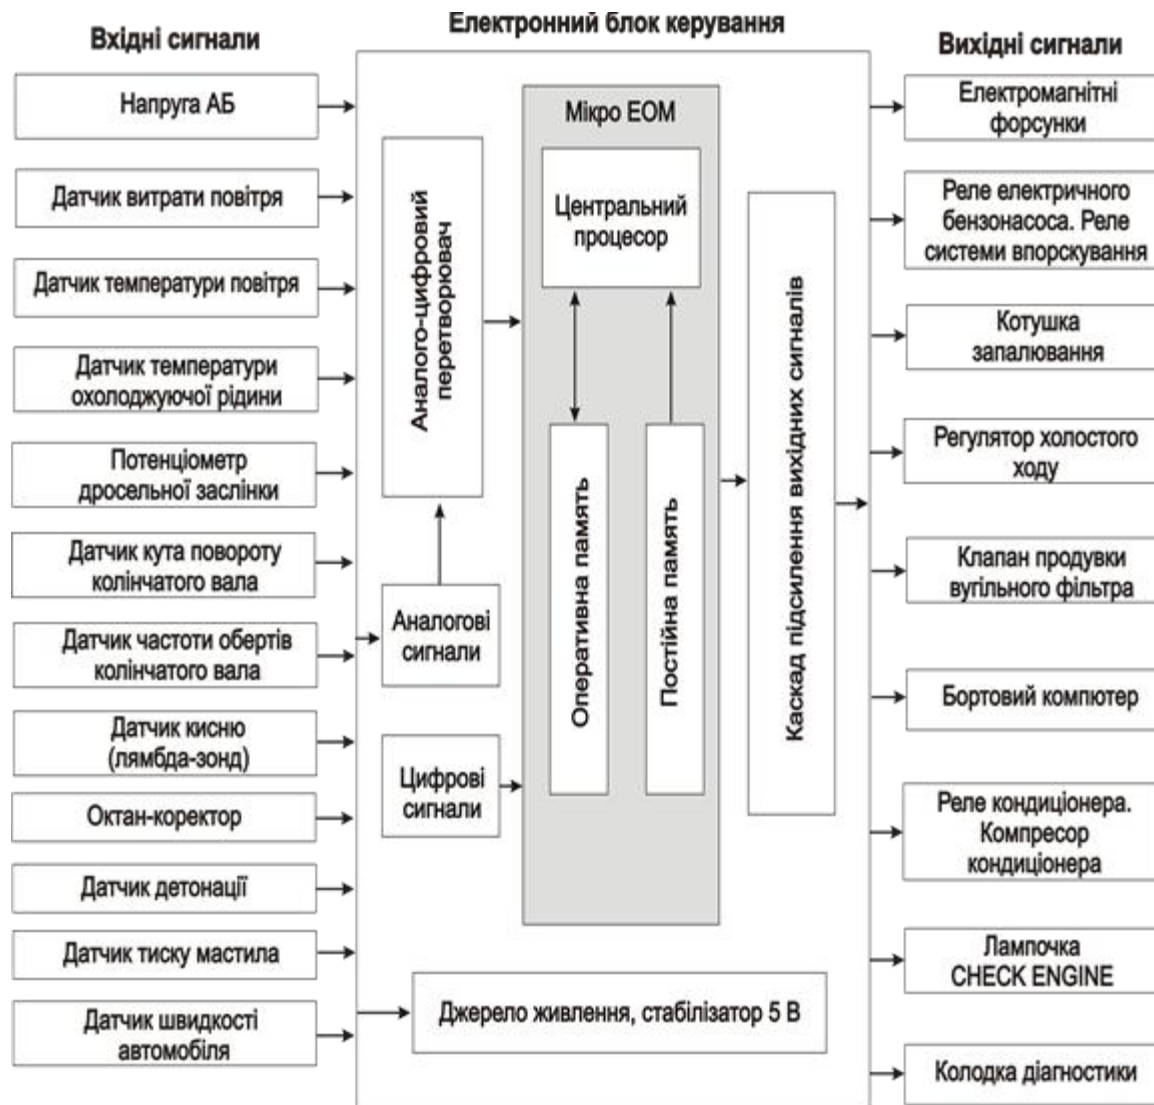 Електронний блок керування
Вхідні сигнали
Напруга АБ
Датчик витрати повітря
Датчик температури повітря
Датчик температури
охолоджуючої рідини
Потенціометр
дросельної заслінки
Датчик кута повороту
колінчатого вала
Датчик частоти обертів
колінчатого вала
Датчик кисню
(лямбда-зонд)
Октан-коректор
Датчик детонації
Датчик тиску мастила
Датчик швидкості
автомобіля
Аналого-цифровий
перетворювач
Аналогові
сигнали
Цифрові
сигнали
Мікро ЕОМ
Центральний
процесор
Оперативна память
Постійна память
Каскад підсилення вихідних сигналів
Джерело живлення, стабілізатор 5 В
Вихідні сигнали
Електромагнітні
форсунки
Реле електричного
бензонасоса. Реле
системи впорскування
Котушка
запалювання
Регулятор холостого
ходу
Клапан продувки
вугільного фільтра
Бортовий компютер
Реле кондиціонера.
Компресор
кондиціонера
Лампочка
CHECK ENGINE
Колодка діагностики